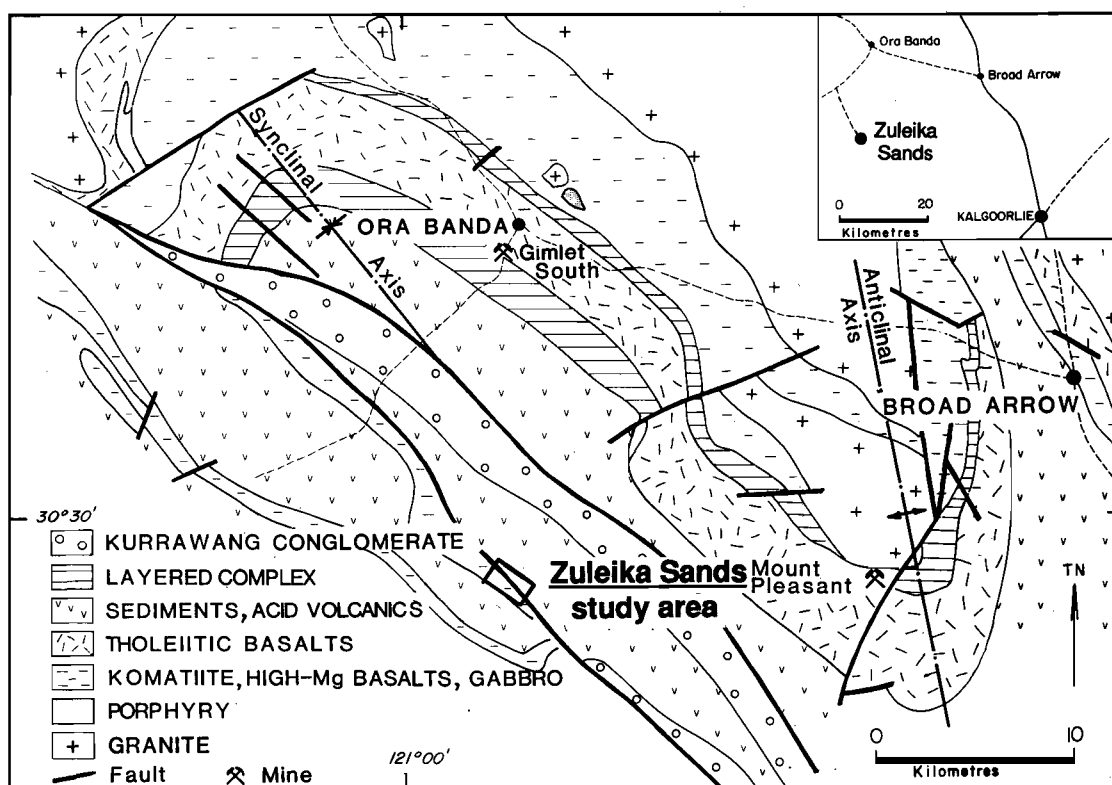 Ora Banda
Broad Arrow
Zuleika
Sands
KALGOORLIE
0 20
Kilometres
Synclinal
Axis
ORA BANDA
Gimlet
South
Anticlinal
Axis
BROAD ARROW
30°30'
Zuleika Sands
study area
Mount
Pleasant
TN
KURRAWANG CONGLOMERATE
LAYERED COMPLEX
SEDIMENTS, ACID VOLCANICS
THOLEIITIC BASALTS
KOMATIITE, HIGH-Mg BASALTS, GABBRO
PORPHYRY
GRANITE
Fault
Mine
121°00'
0 10
Kilometres